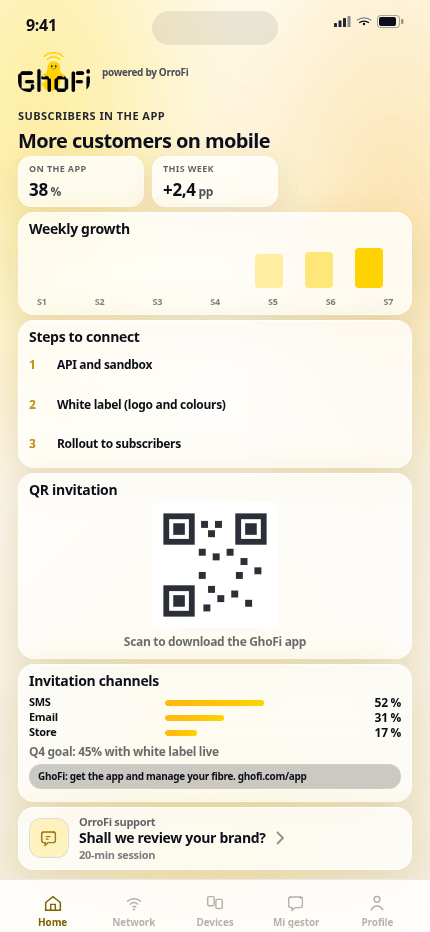 9:41
GhoFi powered by OrroFi
SUBSCRIBERS IN THE APP
More customers on mobile
ON THE APP
38 %
THIS WEEK
+2,4 pp
Weekly growth
S1 S2 S3 S4 S5 S6 S7
Steps to connect
1 API and sandbox
2 White label (logo and colours)
3 Rollout to subscribers
QR invitation
Scan to download the GhoFi app
Invitation channels
SMS 52 %
Email 31 %
Store 17 %
Q4 goal: 45% with white label live
GhoFi: get the app and manage your fibre. ghofi.com/app
OrroFi support
Shall we review your brand?
20-min session
Home Network Devices Mi gestor Profile